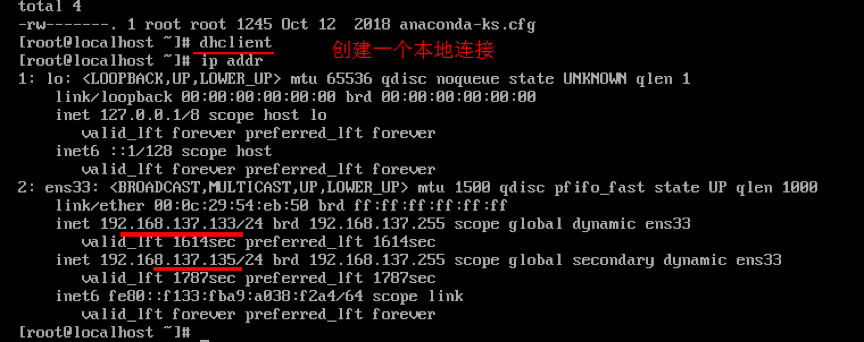 total 4
-rw-------. 1 root root 1245 Oct 12  2018 anaconda-ks.cfg
[root@localhost ~]# dhclient
创建一个本地连接
[root@localhost ~]# ip addr
1: lo: <LOOPBACK,UP,LOWER_UP> mtu 65536 qdisc noqueue state UNKNOWN qlen 1
    link/loopback 00:00:00:00:00:00 brd 00:00:00:00:00:00
    inet 127.0.0.1/8 scope host lo
       valid_lft forever preferred_lft forever
    inet6 ::1/128 scope host
       valid_lft forever preferred_lft forever
2: ens33: <BROADCAST,MULTICAST,UP,LOWER_UP> mtu 1500 qdisc pfifo_fast state UP qlen 1000
    link/ether 00:0c:29:54:eb:50 brd ff:ff:ff:ff:ff:ff
    inet 192.168.137.133/24 brd 192.168.137.255 scope global dynamic ens33
       valid_lft 1614sec preferred_lft 1614sec
    inet 192.168.137.135/24 brd 192.168.137.255 scope global secondary dynamic ens33
       valid_lft 1787sec preferred_lft 1787sec
    inet6 fe80::f133:fba9:a038:f2a4/64 scope link
       valid_lft forever preferred_lft forever
[root@localhost ~]#